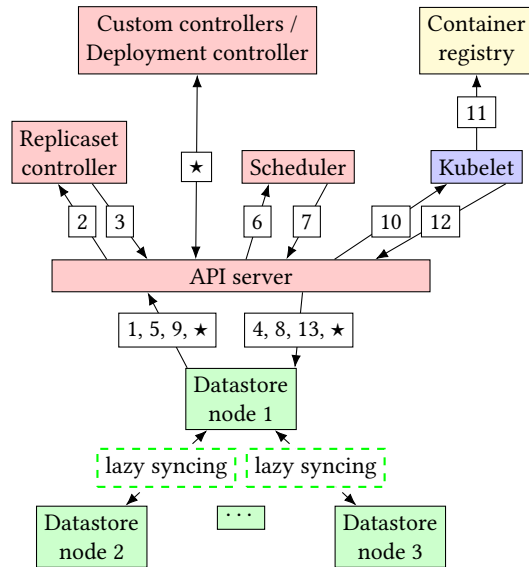 Custom controllers /
Deployment controller
Container
registry
11
Replicaset
controller
★
Scheduler
Kubelet
2
3
6
7
10
12
API server
1, 5, 9, ★
4, 8, 13, ★
Datastore
node 1
lazy syncing
lazy syncing
Datastore
node 2
···
Datastore
node 3